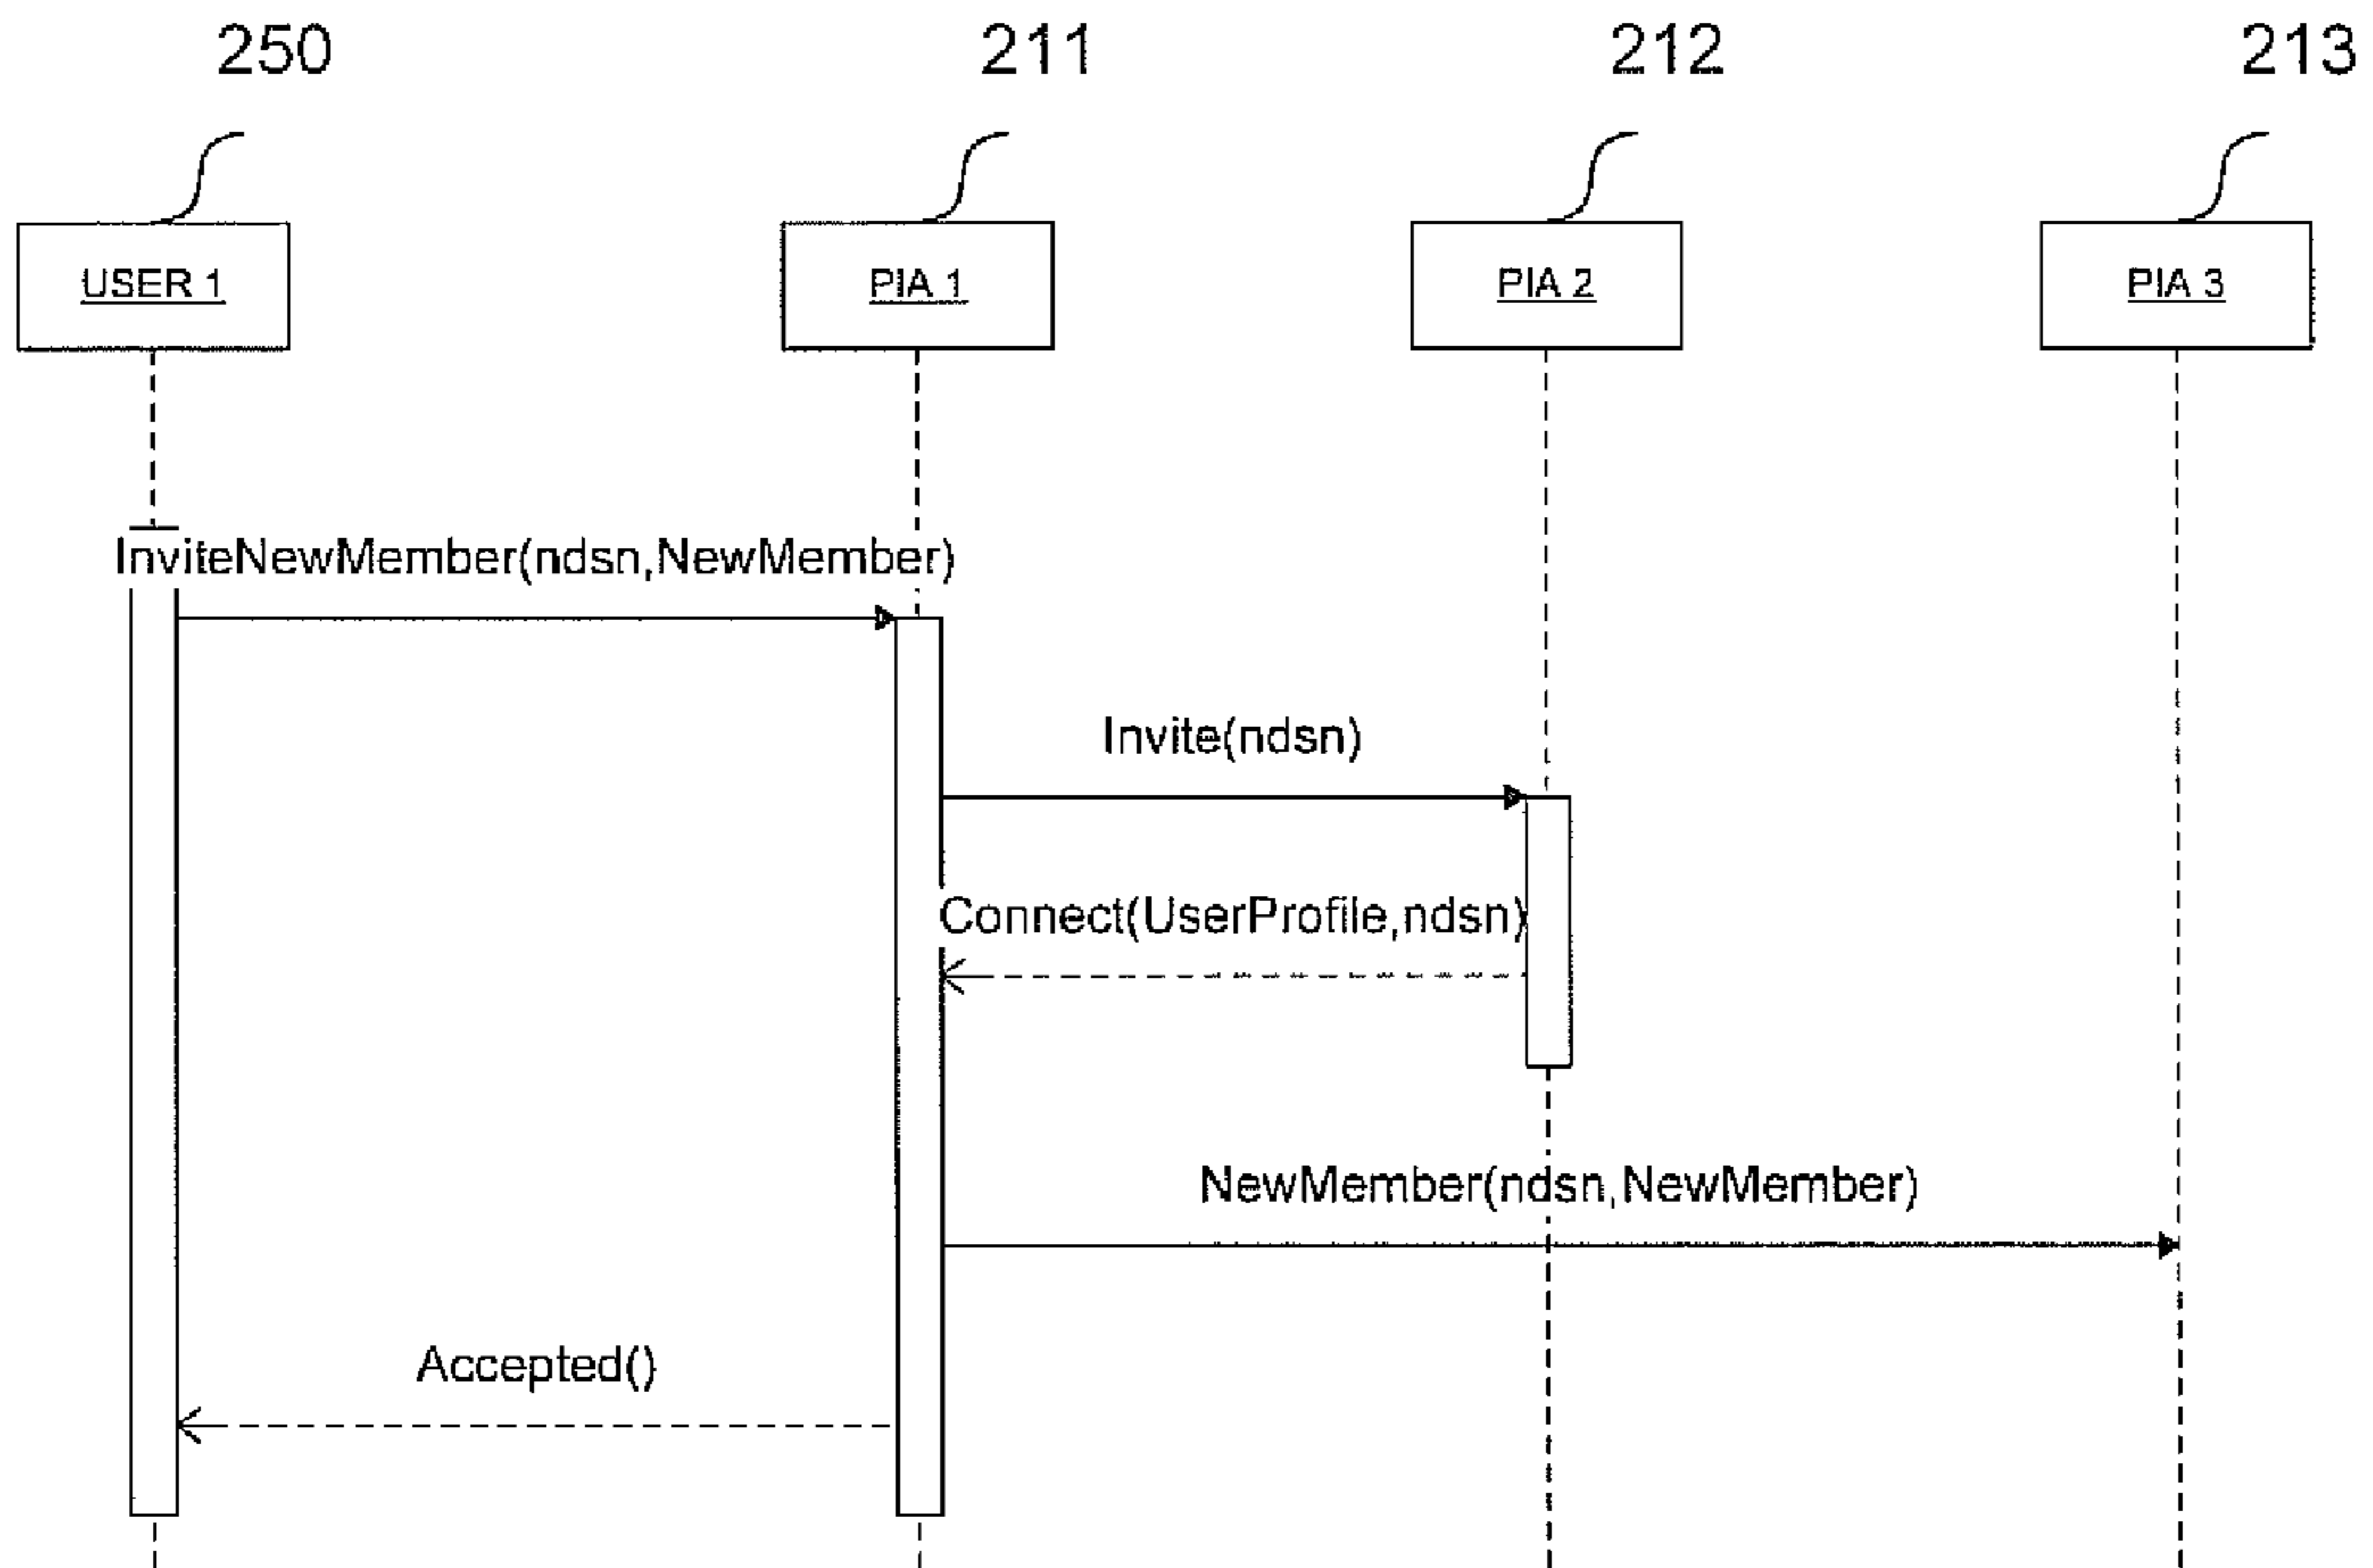 250
211
212
213
USER 1
PIA 1
PIA 2
PIA 3
InviteNewMember(ndsn,NewMember)
Invite(ndsn)
Connect(UserProfile,ndsn)
NewMember(ndsn,NewMember)
Accepted()